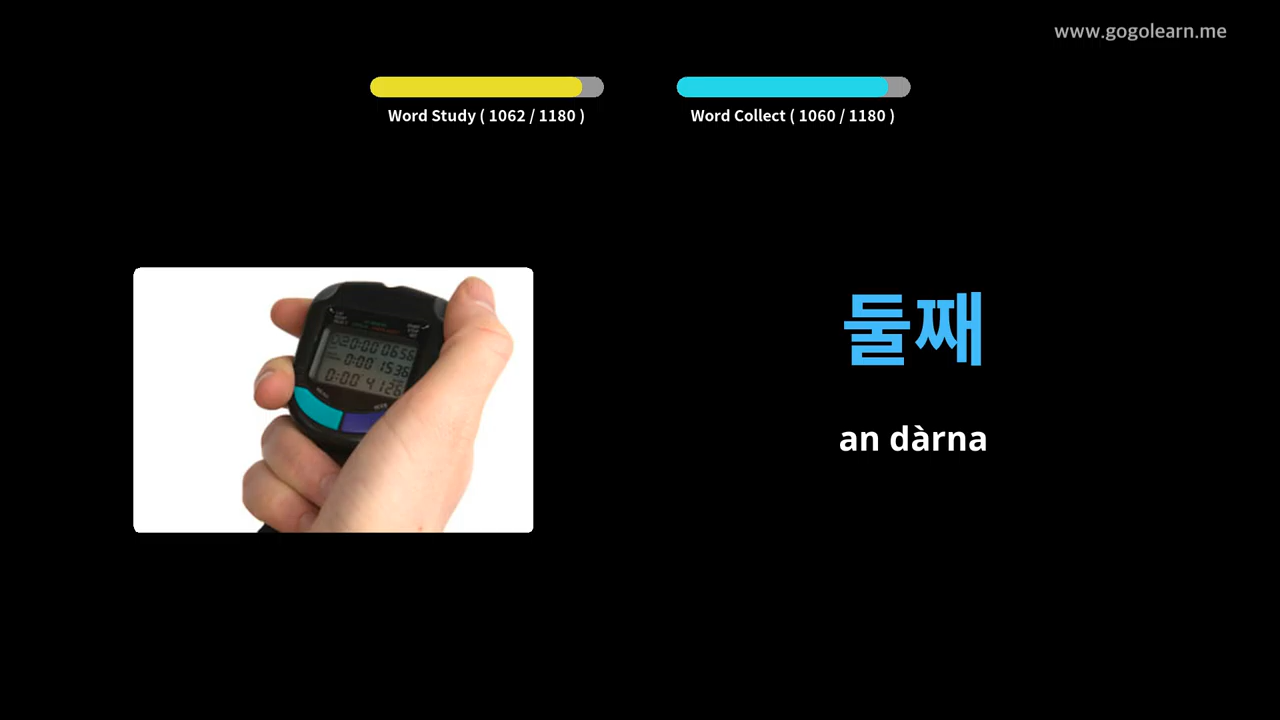 www.gogolearn.me
Word Study ( 1062 / 1180 )
Word Collect ( 1060 / 1180 )
둘째
an dàrna